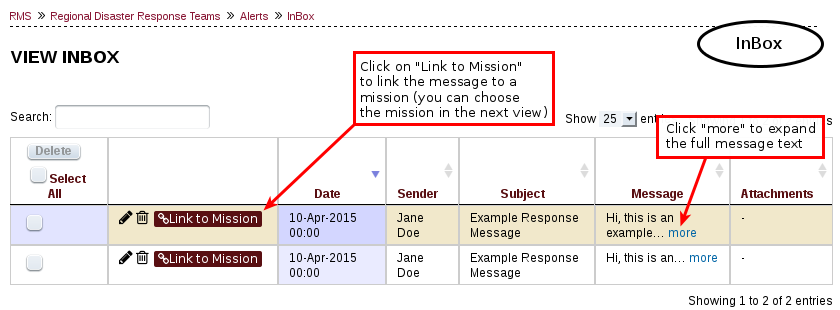 RMS » Regional Disaster Response Teams » Alerts » InBox
InBox
VIEW INBOX
Click on "Link to Mission"
to link the message to a
mission (you can choose
the mission in the next view)
Search:
Show 25
Click "more" to expand
the full message text
Delete
Select
All
Date Sender Subject Message Attachments
Link to Mission 10-Apr-2015 Jane Example Response Hi, this is an -
00:00 Doe Message example... more
Link to Mission 10-Apr-2015 Jane Example Response Hi, this is an... more -
00:00 Doe Message
Showing 1 to 2 of 2 entries